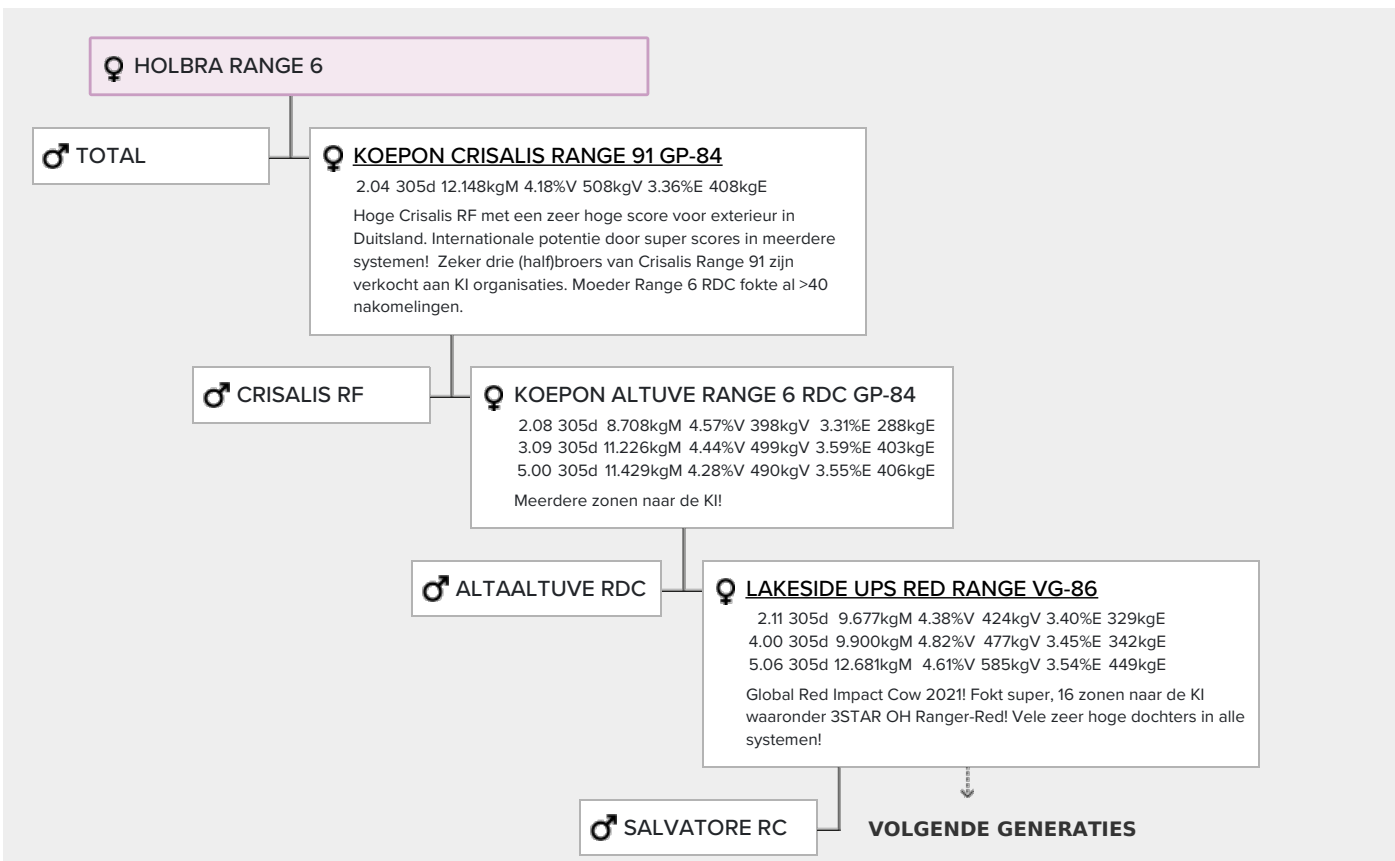 HOLBRA RANGE 6
TOTAL
KOEPON CRISALIS RANGE 91 GP-84
2.04 305d 12.148kgM 4.18%V 508kgV 3.36%E 408kgE
Hoge Crisalis RF met een zeer hoge score voor exterieur in
Duitsland. Internationale potentie door super scores in meerdere
systemen! Zeker drie (half)broers van Crisalis Range 91 zijn
verkocht aan KI organisaties. Moeder Range 6 RDC fokte al >40
nakomelingen.
CRISALIS RF
KOEPON ALTUVE RANGE 6 RDC GP-84
2.08 305d 8.708kgM 4.57%V 398kgV 3.31%E 288kgE
3.09 305d 11.226kgM 4.44%V 499kgV 3.59%E 403kgE
5.00 305d 11.429kgM 4.28%V 490kgV 3.55%E 406kgE
Meerdere zonen naar de KI!
ALTAALTUVE RDC
LAKESIDE UPS RED RANGE VG-86
2.11 305d 9.677kgM 4.38%V 424kgV 3.40%E 329kgE
4.00 305d 9.900kgM 4.82%V 477kgV 3.45%E 342kgE
5.06 305d 12.681kgM 4.61%V 585kgV 3.54%E 449kgE
Global Red Impact Cow 2021! Fokt super, 16 zonen naar de KI
waaronder 3STAR OH Ranger-Red! Vele zeer hoge dochters in alle
systemen!
SALVATORE RC
VOLGENDE GENERATIES